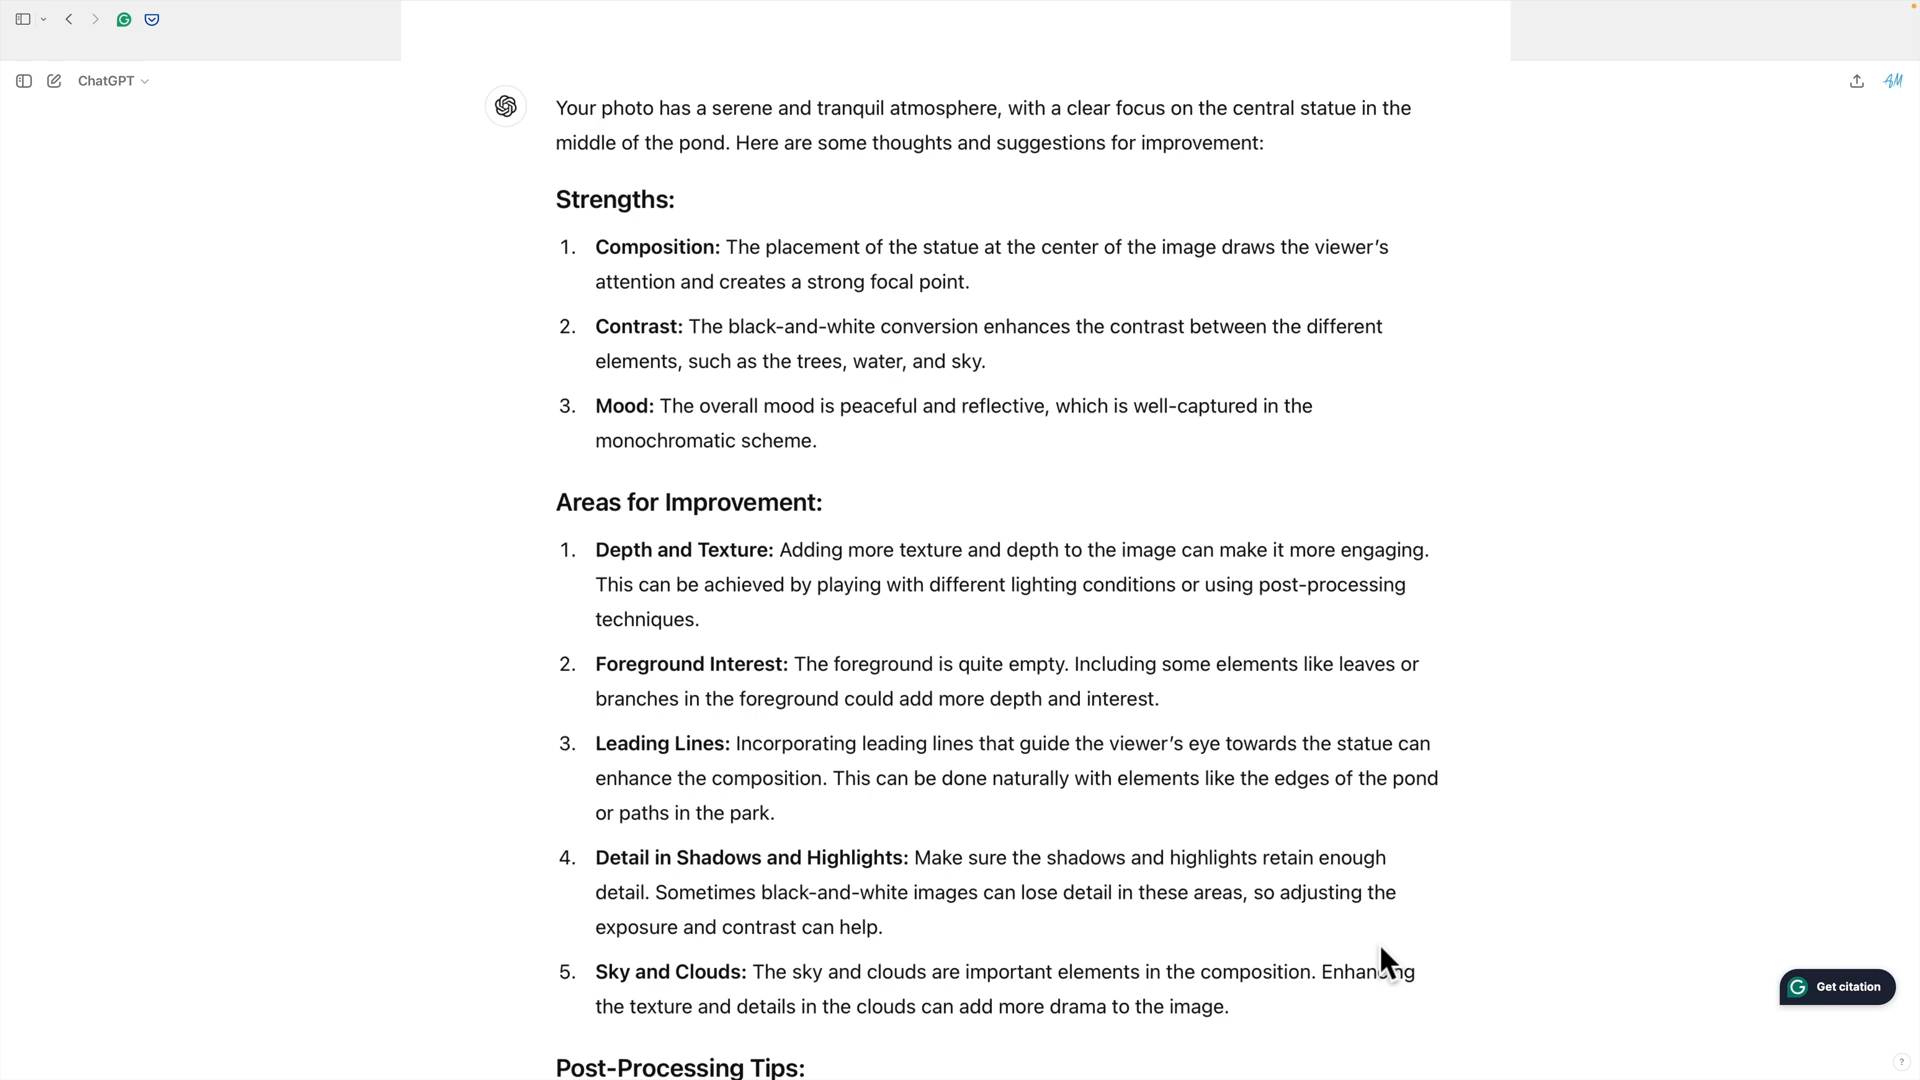 ChatGPT
AM
Your photo has a serene and tranquil atmosphere, with a clear focus on the central statue in the
middle of the pond. Here are some thoughts and suggestions for improvement:
Strengths:
1. Composition: The placement of the statue at the center of the image draws the viewer’s
attention and creates a strong focal point.
2. Contrast: The black-and-white conversion enhances the contrast between the different
elements, such as the trees, water, and sky.
3. Mood: The overall mood is peaceful and reflective, which is well-captured in the
monochromatic scheme.
Areas for Improvement:
1. Depth and Texture: Adding more texture and depth to the image can make it more engaging.
This can be achieved by playing with different lighting conditions or using post-processing
techniques.
2. Foreground Interest: The foreground is quite empty. Including some elements like leaves or
branches in the foreground could add more depth and interest.
3. Leading Lines: Incorporating leading lines that guide the viewer’s eye towards the statue can
enhance the composition. This can be done naturally with elements like the edges of the pond
or paths in the park.
4. Detail in Shadows and Highlights: Make sure the shadows and highlights retain enough
detail. Sometimes black-and-white images can lose detail in these areas, so adjusting the
exposure and contrast can help.
5. Sky and Clouds: The sky and clouds are important elements in the composition. Enhancing
the texture and details in the clouds can add more drama to the image.
Get citation
Post-Processing Tips:
?